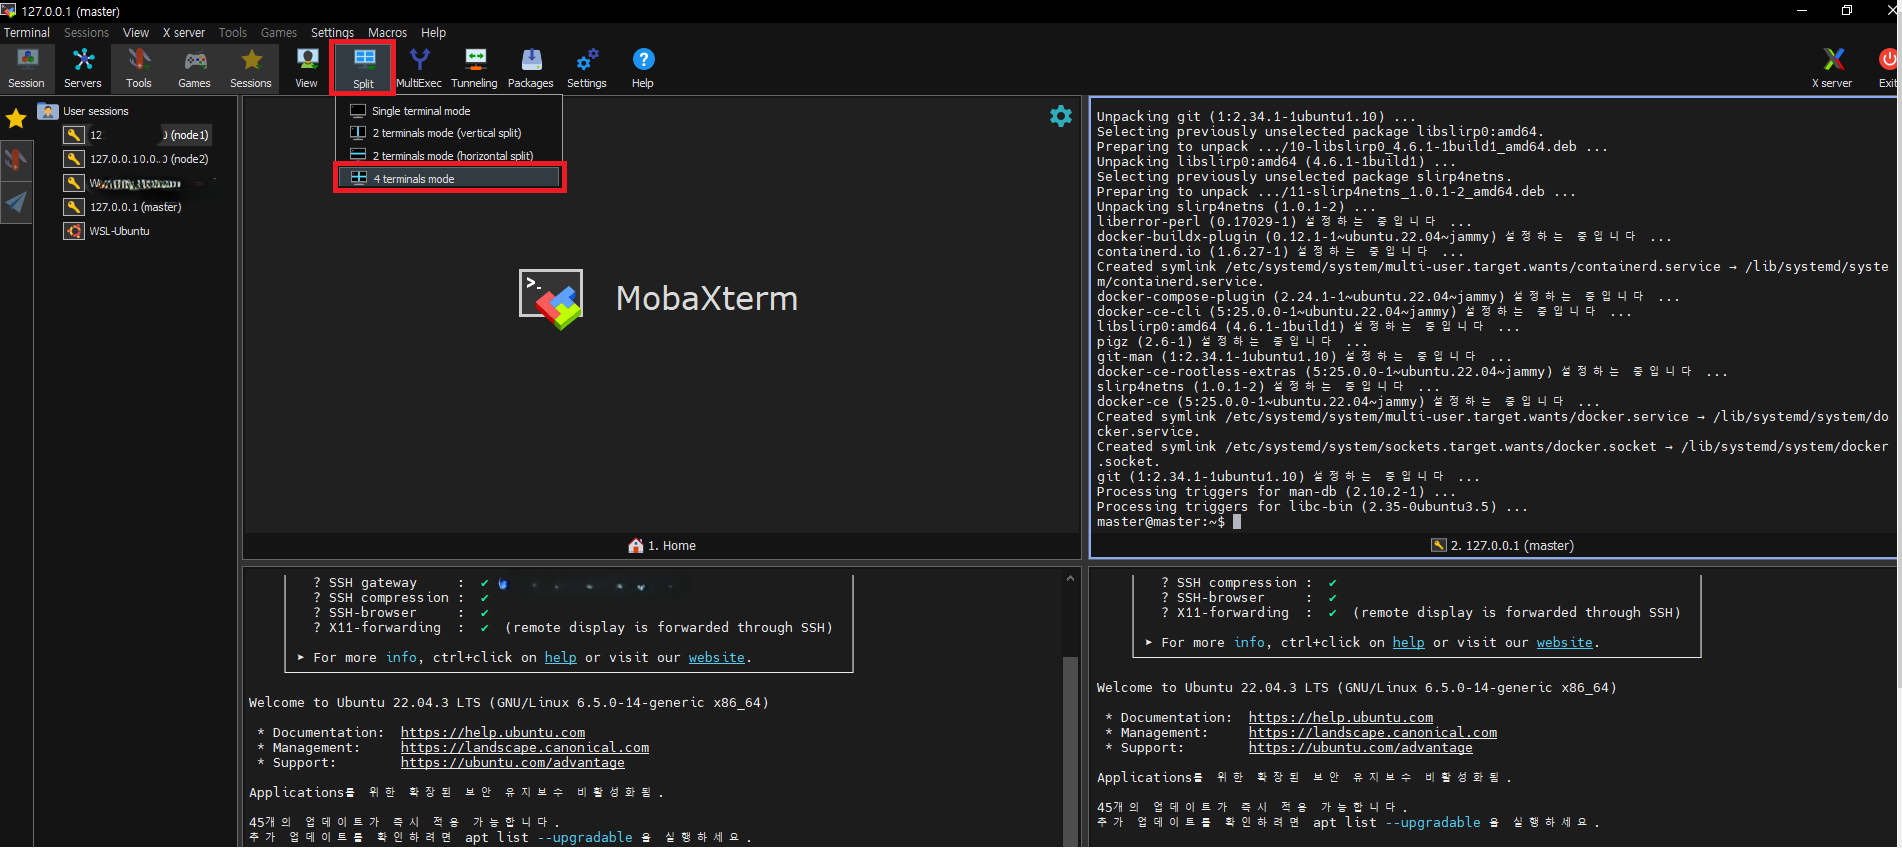 127.0.0.1 (master)
Terminal Sessions View X server Tools Games Settings Macros Help
Session Servers Tools Games Sessions View Split MultiExec Tunneling Packages Settings Help X server Exit
User sessions
(node1)
(node2)
127.0.0.1 (master)
WSL-Ubuntu
Single terminal mode
2 terminals mode (vertical split)
2 terminals mode (horizontal split)
4 terminals mode
MobaXterm
1. Home
Unpacking git (1:2.34.1-1ubuntu1.10) ...
Selecting previously unselected package libslirp0:amd64.
Preparing to unpack .../10-libslirp0_4.6.1-1build1_amd64.deb ...
Unpacking libslirp0:amd64 (4.6.1-1build1) ...
Selecting previously unselected package slirp4netns.
Preparing to unpack .../11-slirp4netns_1.0.1-2_amd64.deb ...
Unpacking slirp4netns (1.0.1-2) ...
liberror-perl (0.17029-1) 설정하는 중입니다 ...
docker-buildx-plugin (0.12.1-1~ubuntu.22.04~jammy) 설정하는 중입니다 ...
containerd.io (1.6.27-1) 설정하는 중입니다 ...
Created symlink /etc/systemd/system/multi-user.target.wants/containerd.service → /lib/systemd/syste
m/containerd.service.
docker-compose-plugin (2.24.1-1~ubuntu.22.04~jammy) 설정하는 중입니다 ...
docker-ce-cli (5:25.0.0-1~ubuntu.22.04~jammy) 설정하는 중입니다 ...
libslirp0:amd64 (4.6.1-1build1) 설정하는 중입니다 ...
pigz (2.6-1) 설정하는 중입니다 ...
git-man (1:2.34.1-1ubuntu1.10) 설정하는 중입니다 ...
docker-ce-rootless-extras (5:25.0.0-1~ubuntu.22.04~jammy) 설정하는 중입니다 ...
slirp4netns (1.0.1-2) 설정하는 중입니다 ...
docker-ce (5:25.0.0-1~ubuntu.22.04~jammy) 설정하는 중입니다 ...
Created symlink /etc/systemd/system/multi-user.target.wants/docker.service → /lib/systemd/system/do
cker.service.
Created symlink /etc/systemd/system/sockets.target.wants/docker.socket → /lib/systemd/system/docker
.socket.
git (1:2.34.1-1ubuntu1.10) 설정하는 중입니다 ...
Processing triggers for man-db (2.10.2-1) ...
Processing triggers for libc-bin (2.35-0ubuntu3.5) ...
master@master:~$
2. 127.0.0.1 (master)
? SSH gateway : ✔
? SSH compression : ✔
? SSH-browser : ✔
? X11-forwarding : ✔ (remote display is forwarded through SSH)
➤ For more info, ctrl+click on help or visit our website.
Welcome to Ubuntu 22.04.3 LTS (GNU/Linux 6.5.0-14-generic x86_64)
* Documentation: https://help.ubuntu.com
* Management: https://landscape.canonical.com
* Support: https://ubuntu.com/advantage
Applications를 위한 확장된 보안 유지보수 비활성화됨.
45개의 업데이트가 즉시 적용 가능합니다.
추가 업데이트를 확인하려면 apt list --upgradable 을 실행하세요.
? SSH compression : ✔
? SSH-browser : ✔
? X11-forwarding : ✔ (remote display is forwarded through SSH)
➤ For more info, ctrl+click on help or visit our website.
Welcome to Ubuntu 22.04.3 LTS (GNU/Linux 6.5.0-14-generic x86_64)
* Documentation: https://help.ubuntu.com
* Management: https://landscape.canonical.com
* Support: https://ubuntu.com/advantage
Applications를 위한 확장된 보안 유지보수 비활성화됨.
45개의 업데이트가 즉시 적용 가능합니다.
추가 업데이트를 확인하려면 apt list --upgradable 을 실행하세요.